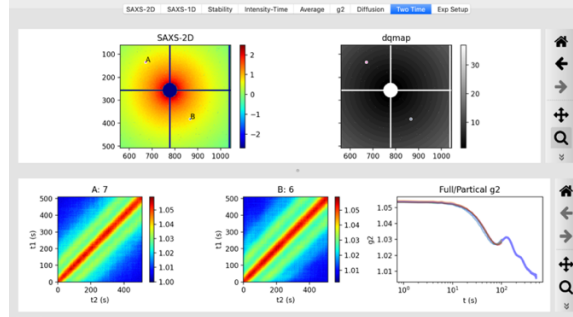 SAXS-2D SAXS-1D Stability Intensity-Time Average g2 Diffusion Two Time Exp Setup
SAXS-2D
A
B
100
200
300
400
500
600 700 800 900 1000
2
1
0
-1
-2
dqmap
600 700 800 900 1000
30
20
10
A: 7
t1 (s)
500
400
300
200
100
0
0 200 400
t2 (s)
1.05
1.04
1.03
1.02
1.01
1.00
B: 6
t1 (s)
500
400
300
200
100
0
0 200 400
t2 (s)
1.05
1.04
1.03
1.02
1.01
Full/Partical g2
g2
1.05
1.04
1.03
1.02
1.01
10⁰ 10¹ 10²
t (s)